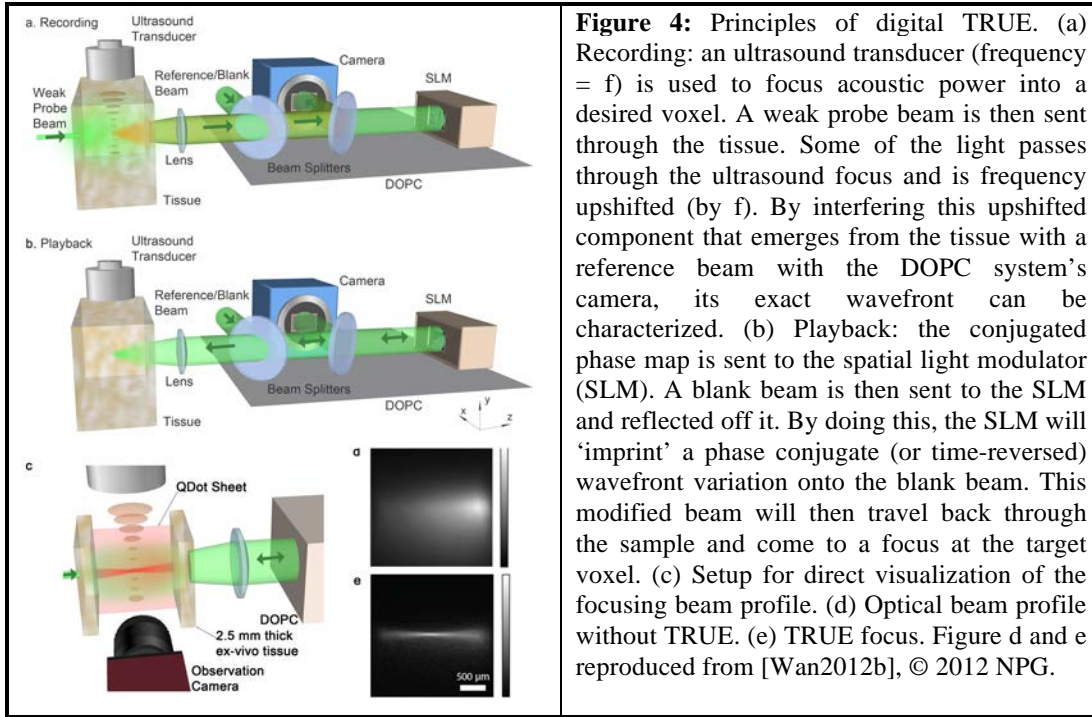 a. Recording
Ultrasound
Transducer
Camera
Reference/Blank
Beam
SLM
Weak
Probe
Beam
Lens
Beam Splitters
DOPC
Tissue
b. Playback
Ultrasound
Transducer
Camera
Reference/Blank
Beam
SLM
Lens
Beam Splitters
DOPC
Tissue
y
x
z
c
QDot Sheet
DOPC
2.5 mm thick
ex-vivo tissue
Observation
Camera
d
e
500 µm
Figure 4: Principles of digital TRUE. (a)
Recording: an ultrasound transducer (frequency
= f) is used to focus acoustic power into a
desired voxel. A weak probe beam is then sent
through the tissue. Some of the light passes
through the ultrasound focus and is frequency
upshifted (by f). By interfering this upshifted
component that emerges from the tissue with a
reference beam with the DOPC system’s
camera, its exact wavefront can be
characterized. (b) Playback: the conjugated
phase map is sent to the spatial light modulator
(SLM). A blank beam is then sent to the SLM
and reflected off it. By doing this, the SLM will
‘imprint’ a phase conjugate (or time-reversed)
wavefront variation onto the blank beam. This
modified beam will then travel back through
the sample and come to a focus at the target
voxel. (c) Setup for direct visualization of the
focusing beam profile. (d) Optical beam profile
without TRUE. (e) TRUE focus. Figure d and e
reproduced from [Wan2012b], © 2012 NPG.